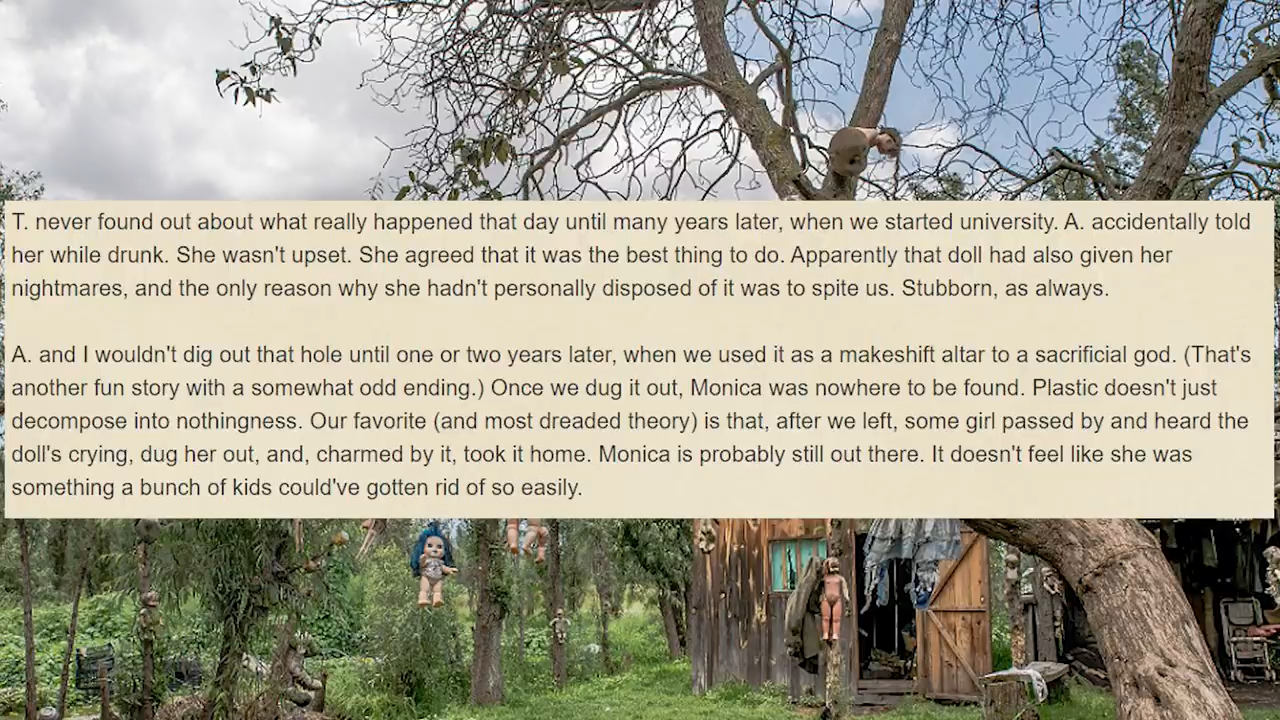 T. never found out about what really happened that day until many years later, when we started university. A. accidentally told
her while drunk. She wasn't upset. She agreed that it was the best thing to do. Apparently that doll had also given her
nightmares, and the only reason why she hadn't personally disposed of it was to spite us. Stubborn, as always.
A. and I wouldn't dig out that hole until one or two years later, when we used it as a makeshift altar to a sacrificial god. (That's
another fun story with a somewhat odd ending.) Once we dug it out, Monica was nowhere to be found. Plastic doesn't just
decompose into nothingness. Our favorite (and most dreaded theory) is that, after we left, some girl passed by and heard the
doll's crying, dug her out, and, charmed by it, took it home. Monica is probably still out there. It doesn't feel like she was
something a bunch of kids could've gotten rid of so easily.